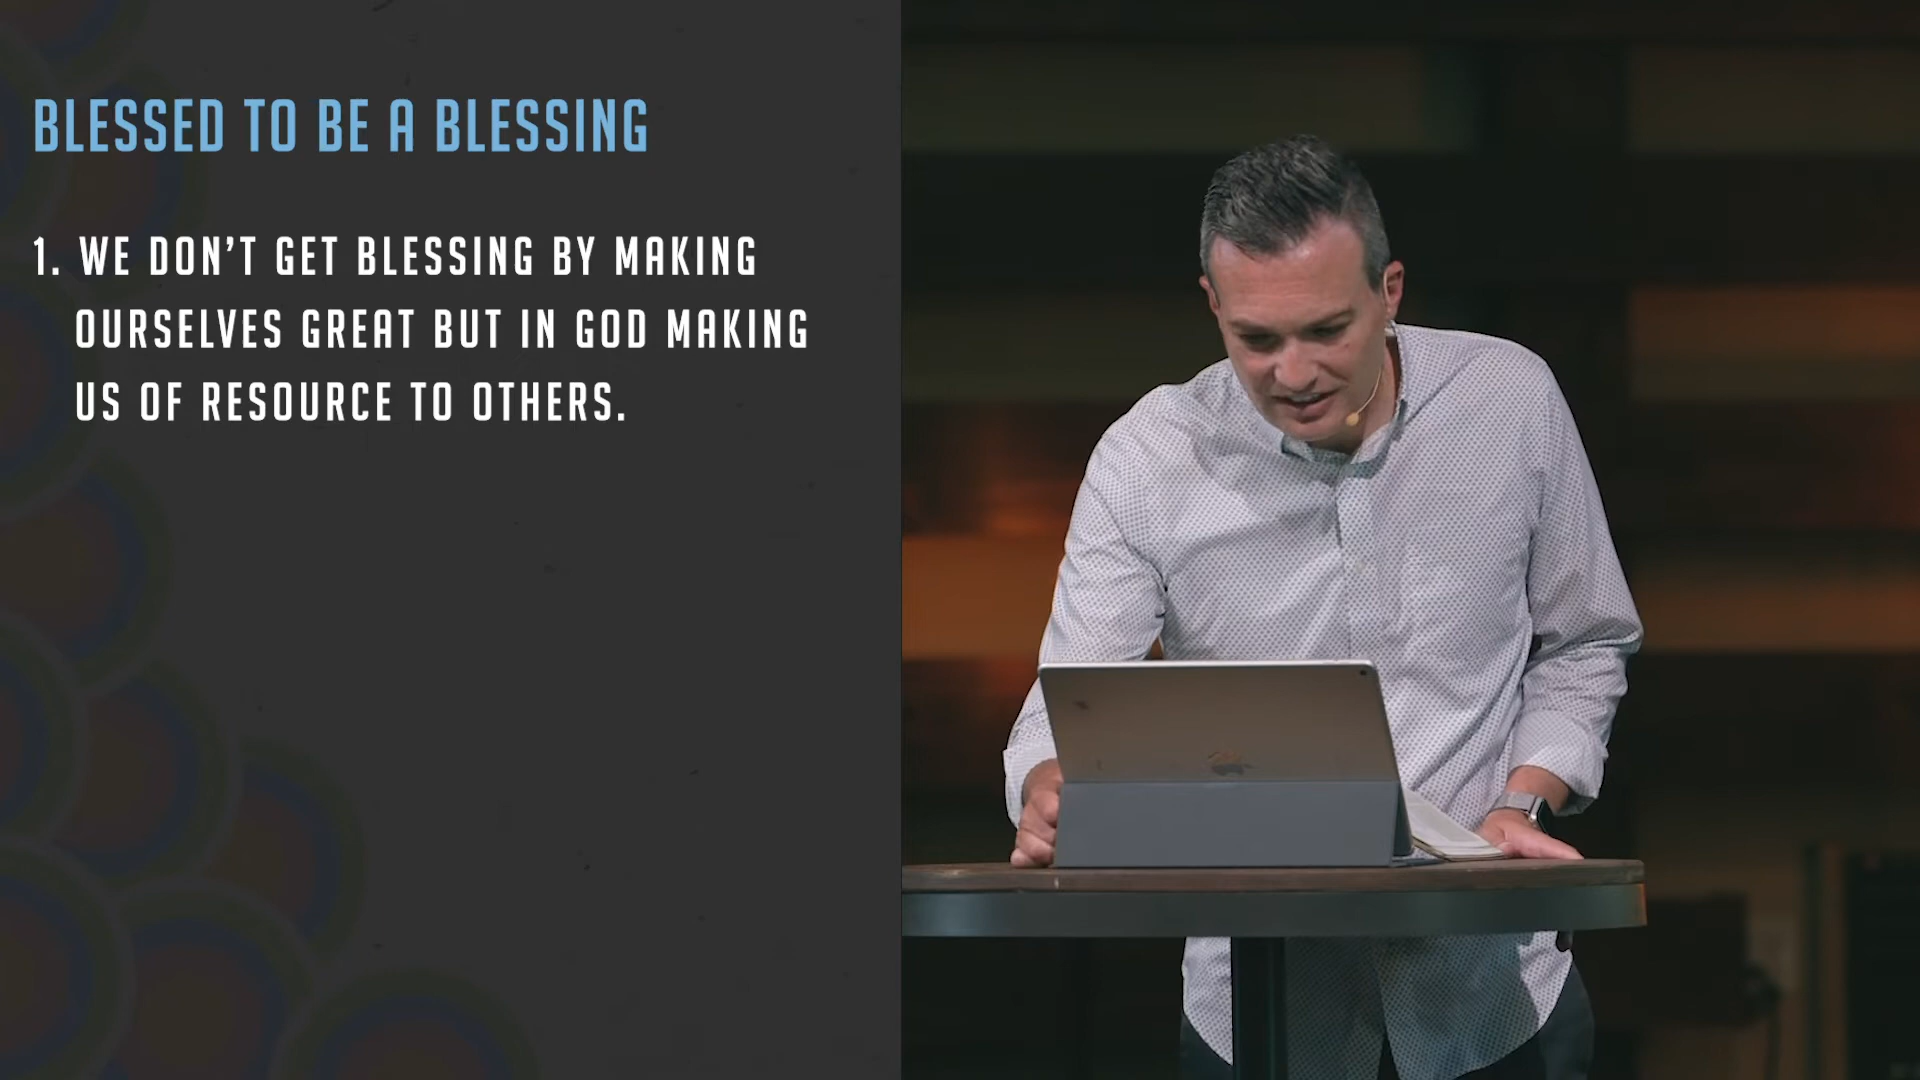 BLESSED TO BE A BLESSING
1. WE DON'T GET BLESSING BY MAKING
OURSELVES GREAT BUT IN GOD MAKING
US OF RESOURCE TO OTHERS.